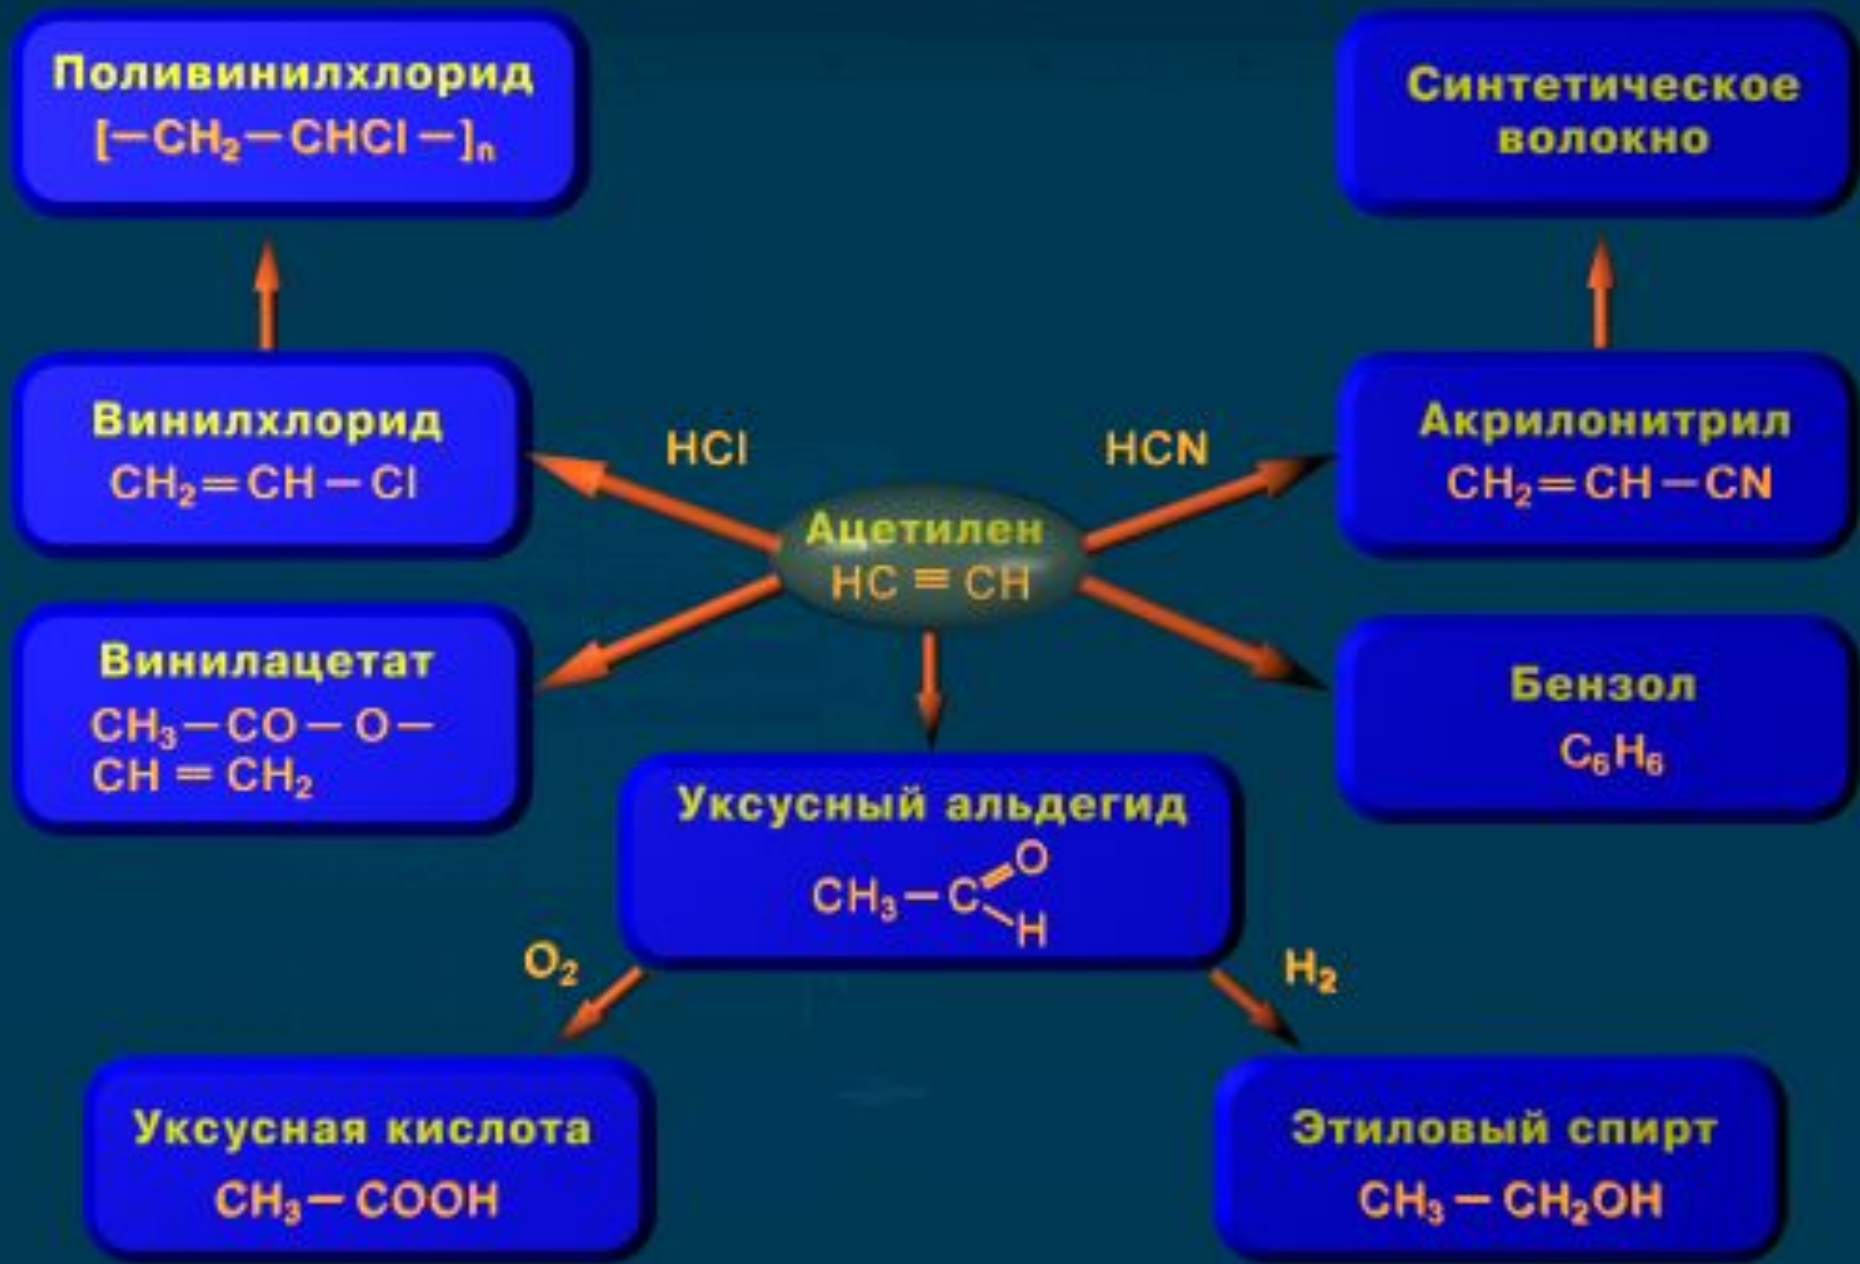 Поливинилхлорид
[—CH₂—CHCl—]ₙ
Синтетическое
волокно
Винилхлорид
CH₂=CH—Cl
HCl
HCN
Акрилонитрил
CH₂=CH—CN
Ацетилен
HC≡CH
Винилацетат
CH₃—CO—O—
CH=CH₂
Бензол
C₆H₆
Уксусный альдегид
O
CH₃—C
H
O₂
H₂
Уксусная кислота
CH₃—COOH
Этиловый спирт
CH₃—CH₂OH